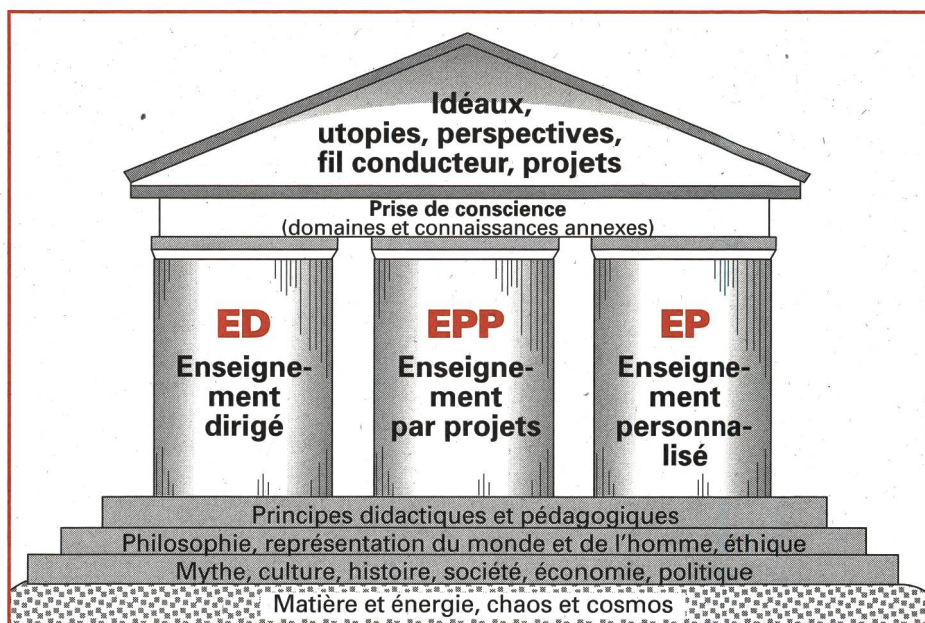 Idéaux,
utopies, perspectives,
fil conducteur, projets
Prise de conscience
(domaines et connaissances annexes)
ED
Enseigne-
ment
dirigé
EPP
Enseigne-
ment
par projets
EP
Enseigne-
ment
personna-
lisé
Principes didactiques et pédagogiques
Philosophie, représentation du monde et de l'homme, éthique
Mythe, culture, histoire, société, économie, politique
Matière et énergie, chaos et cosmos